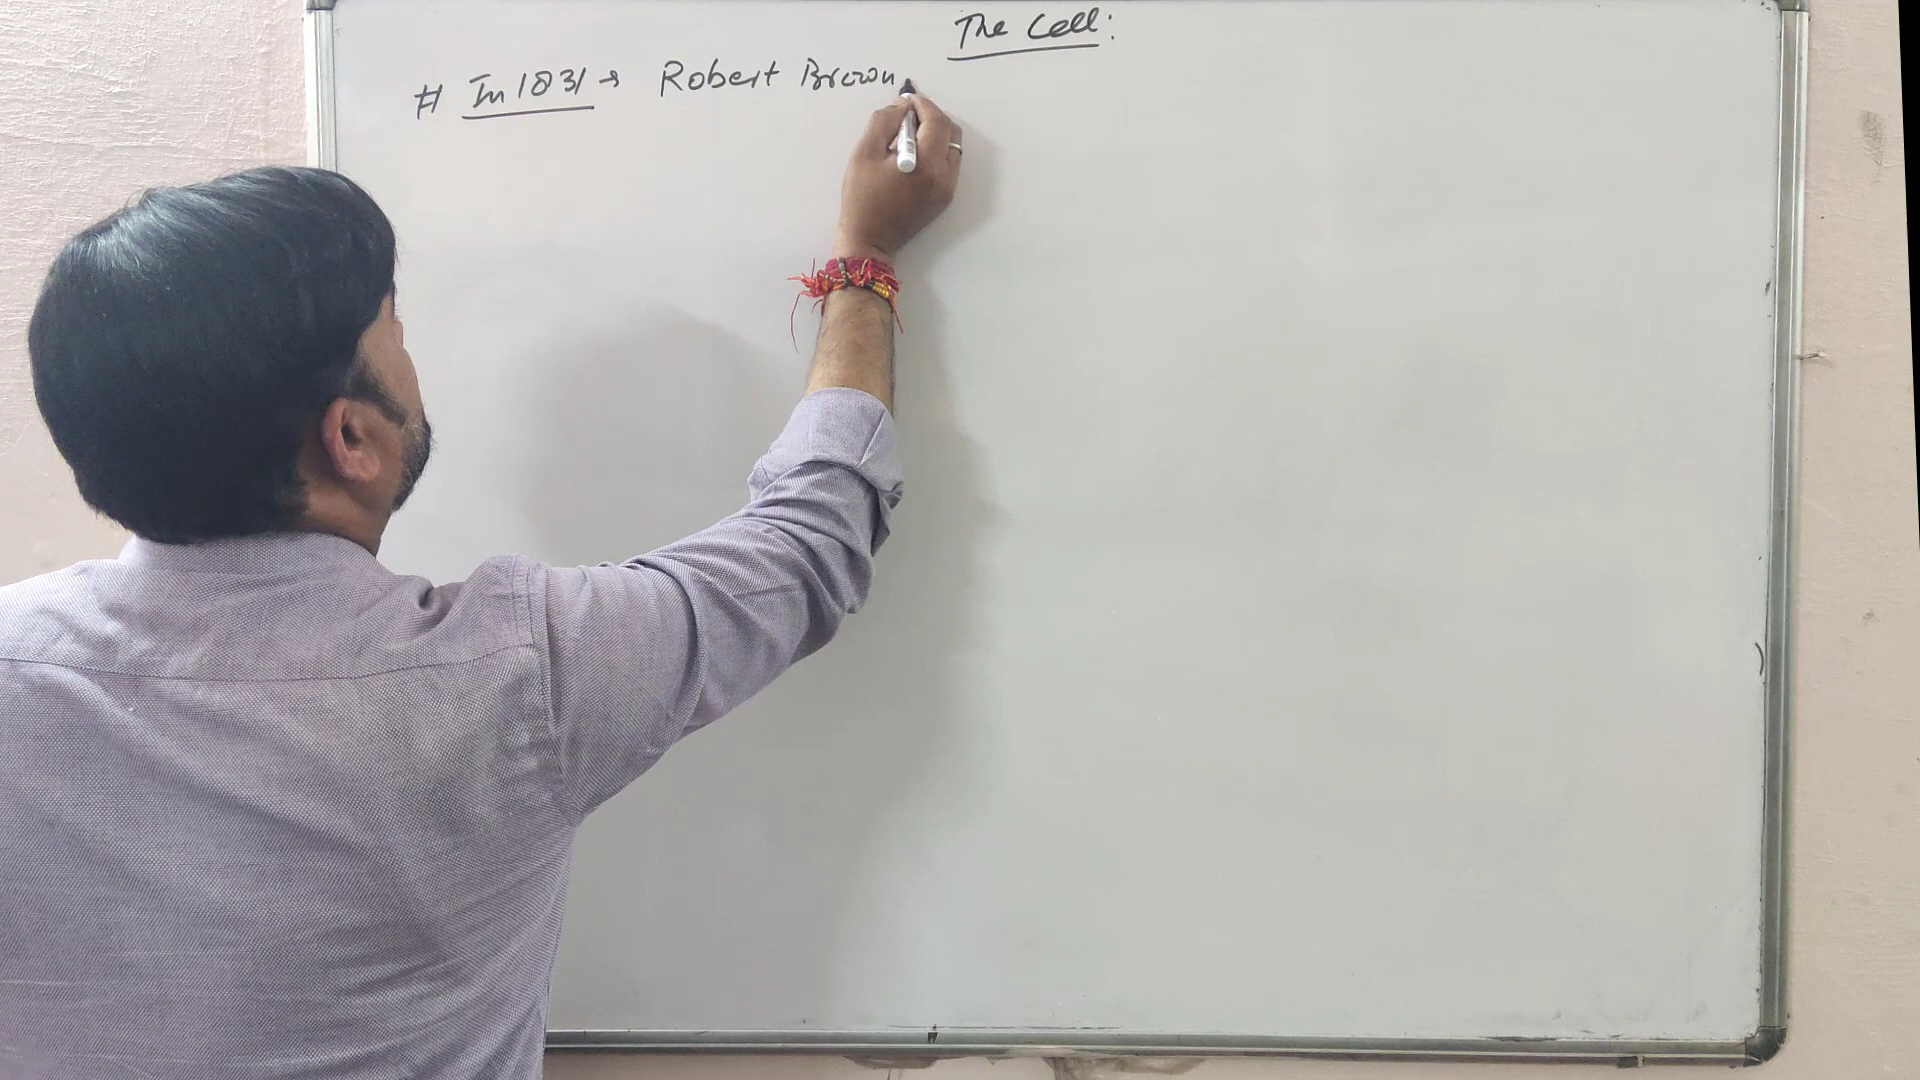 The Cell:
# In 1831 → Robert Brown